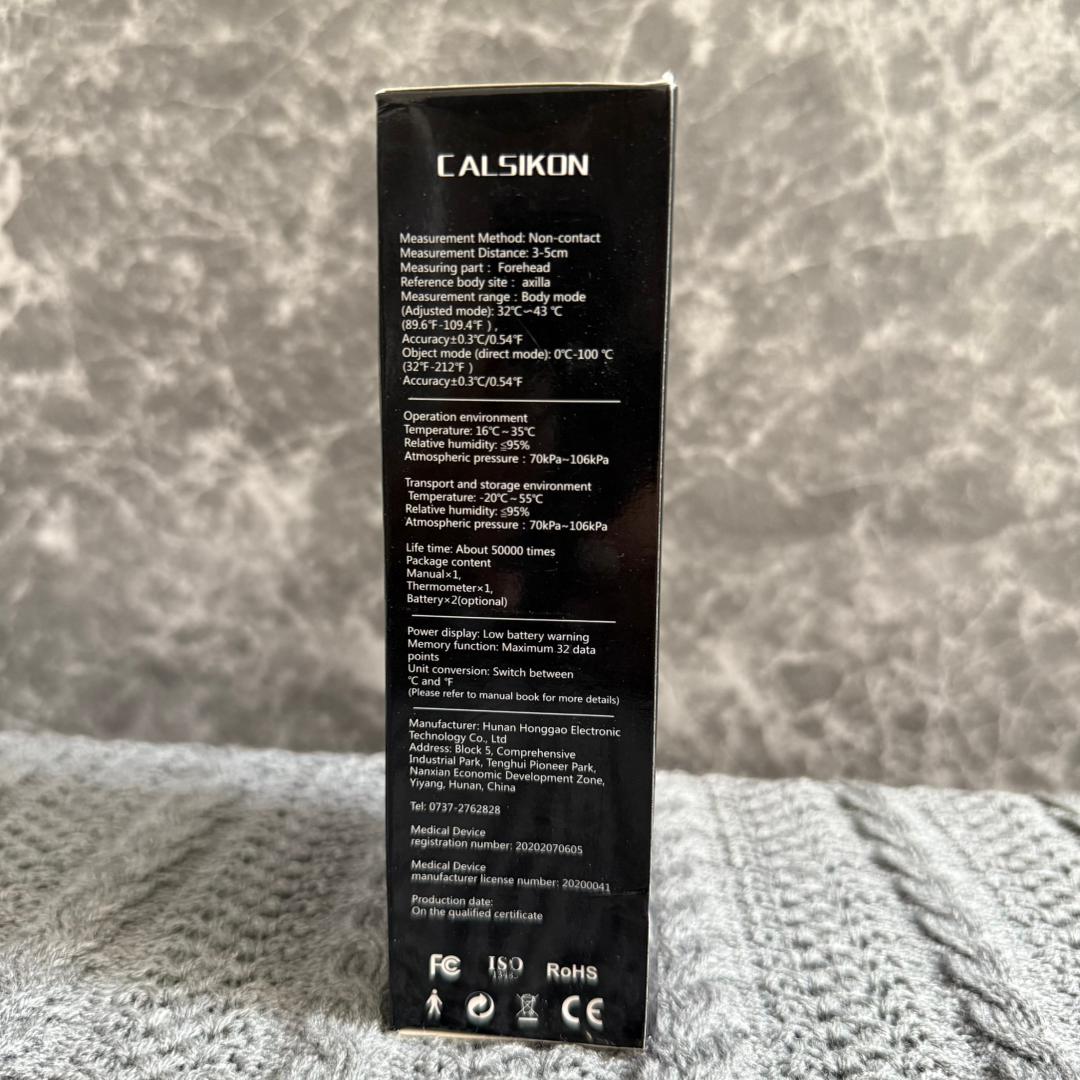 CALSIKON
Measurement Method: Non-contact
Measurement Distance: 3-5cm
Measuring part : Forehead
Reference body site : axilla
Measurement range : Body mode
(Adjusted mode): 32℃∽43 ℃
(89.6℉-109.4℉ ) ,
Accuracy±0.3℃/0.54℉
Object mode (direct mode): 0℃-100 ℃
(32℉-212℉ )
Accuracy±0.3℃/0.54℉
Operation environment
Temperature: 16℃~35℃
Relative humidity: ≦95%
Atmospheric pressure : 70kPa~106kPa
Transport and storage environment
Temperature: -20℃~55℃
Relative humidity: ≦95%
Atmospheric pressure : 70kPa~106kPa
Life time: About 50000 times
Package content
Manual×1,
Thermometer×1,
Battery×2(optional)
Power display: Low battery warning
Memory function: Maximum 32 data
points
Unit conversion: Switch between
℃ and ℉
(Please refer to manual book for more details)
Manufacturer: Hunan Honggao Electronic
Technology Co., Ltd
Address: Block 5, Comprehensive
Industrial Park, Tenghui Pioneer Park,
Nanxian Economic Development Zone,
Yiyang, Hunan, China
Tel: 0737-2762828
Medical Device
registration number: 20202070605
Medical Device
manufacturer license number: 20200041
Production date:
On the qualified certificate
FC ISO RoHS
CE